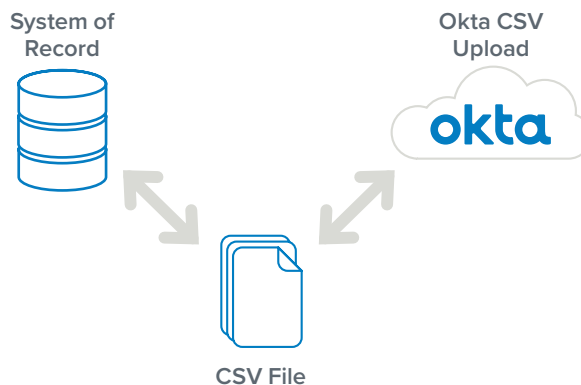 System of
Record
Okta CSV
Upload
okta
CSV File